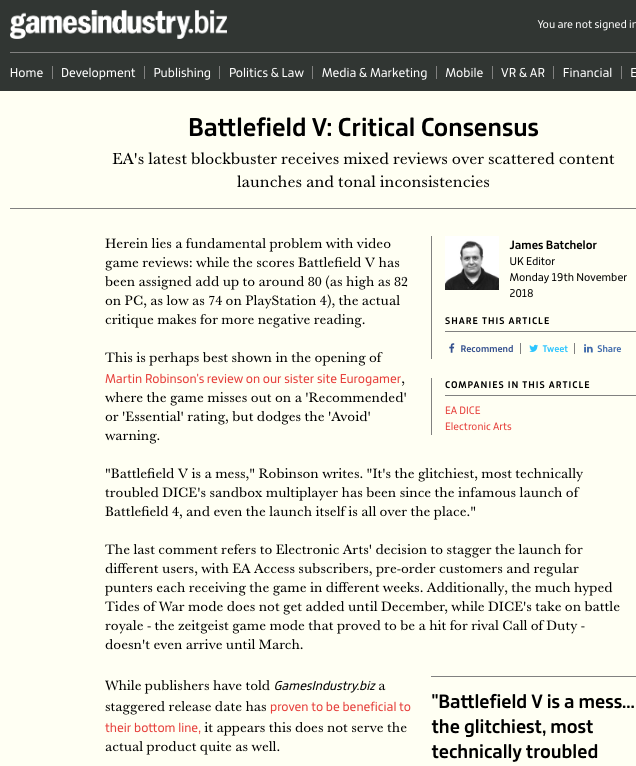 gamesindustry.biz
You are not signed in
Home | Development | Publishing | Politics & Law | Media & Marketing | Mobile | VR & AR | Financial | E
Battlefield V: Critical Consensus
EA's latest blockbuster receives mixed reviews over scattered content
launches and tonal inconsistencies
Herein lies a fundamental problem with video
game reviews: while the scores Battlefield V has
been assigned add up to around 80 (as high as 82
on PC, as low as 74 on PlayStation 4), the actual
critique makes for more negative reading.
This is perhaps best shown in the opening of
Martin Robinson's review on our sister site Eurogamer,
where the game misses out on a 'Recommended'
or 'Essential' rating, but dodges the 'Avoid'
warning.
James Batchelor
UK Editor
Monday 19th November
2018
SHARE THIS ARTICLE
Recommend | Tweet | in Share
COMPANIES IN THIS ARTICLE
EA DICE
Electronic Arts
"Battlefield V is a mess," Robinson writes. "It's the glitchiest, most technically
troubled DICE's sandbox multiplayer has been since the infamous launch of
Battlefield 4, and even the launch itself is all over the place."
The last comment refers to Electronic Arts' decision to stagger the launch for
different users, with EA Access subscribers, pre-order customers and regular
punters each receiving the game in different weeks. Additionally, the much hyped
Tides of War mode does not get added until December, while DICE's take on battle
royale - the zeitgeist game mode that proved to be a hit for rival Call of Duty -
doesn't even arrive until March.
While publishers have told GamesIndustry.biz a
staggered release date has proven to be beneficial to
their bottom line, it appears this does not serve the
actual product quite as well.
"Battlefield V is a mess...
the glitchiest, most
technically troubled